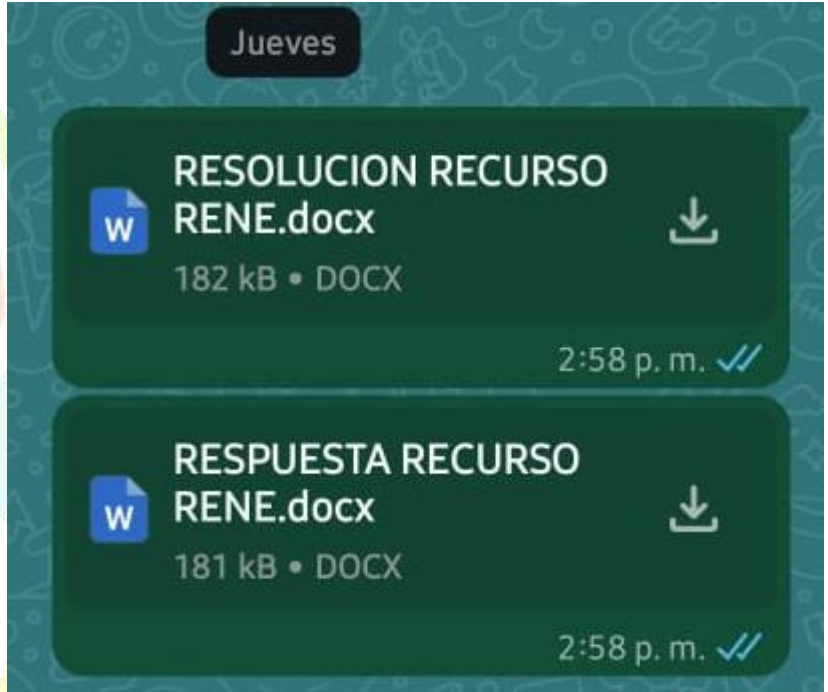 Jueves
RESOLUCION RECURSO
RENE.docx
W
182 kB • DOCX
2:58 p. m.
RESPUESTA RECURSO
RENE.docx
W
181 kB • DOCX
2:58 p. m.